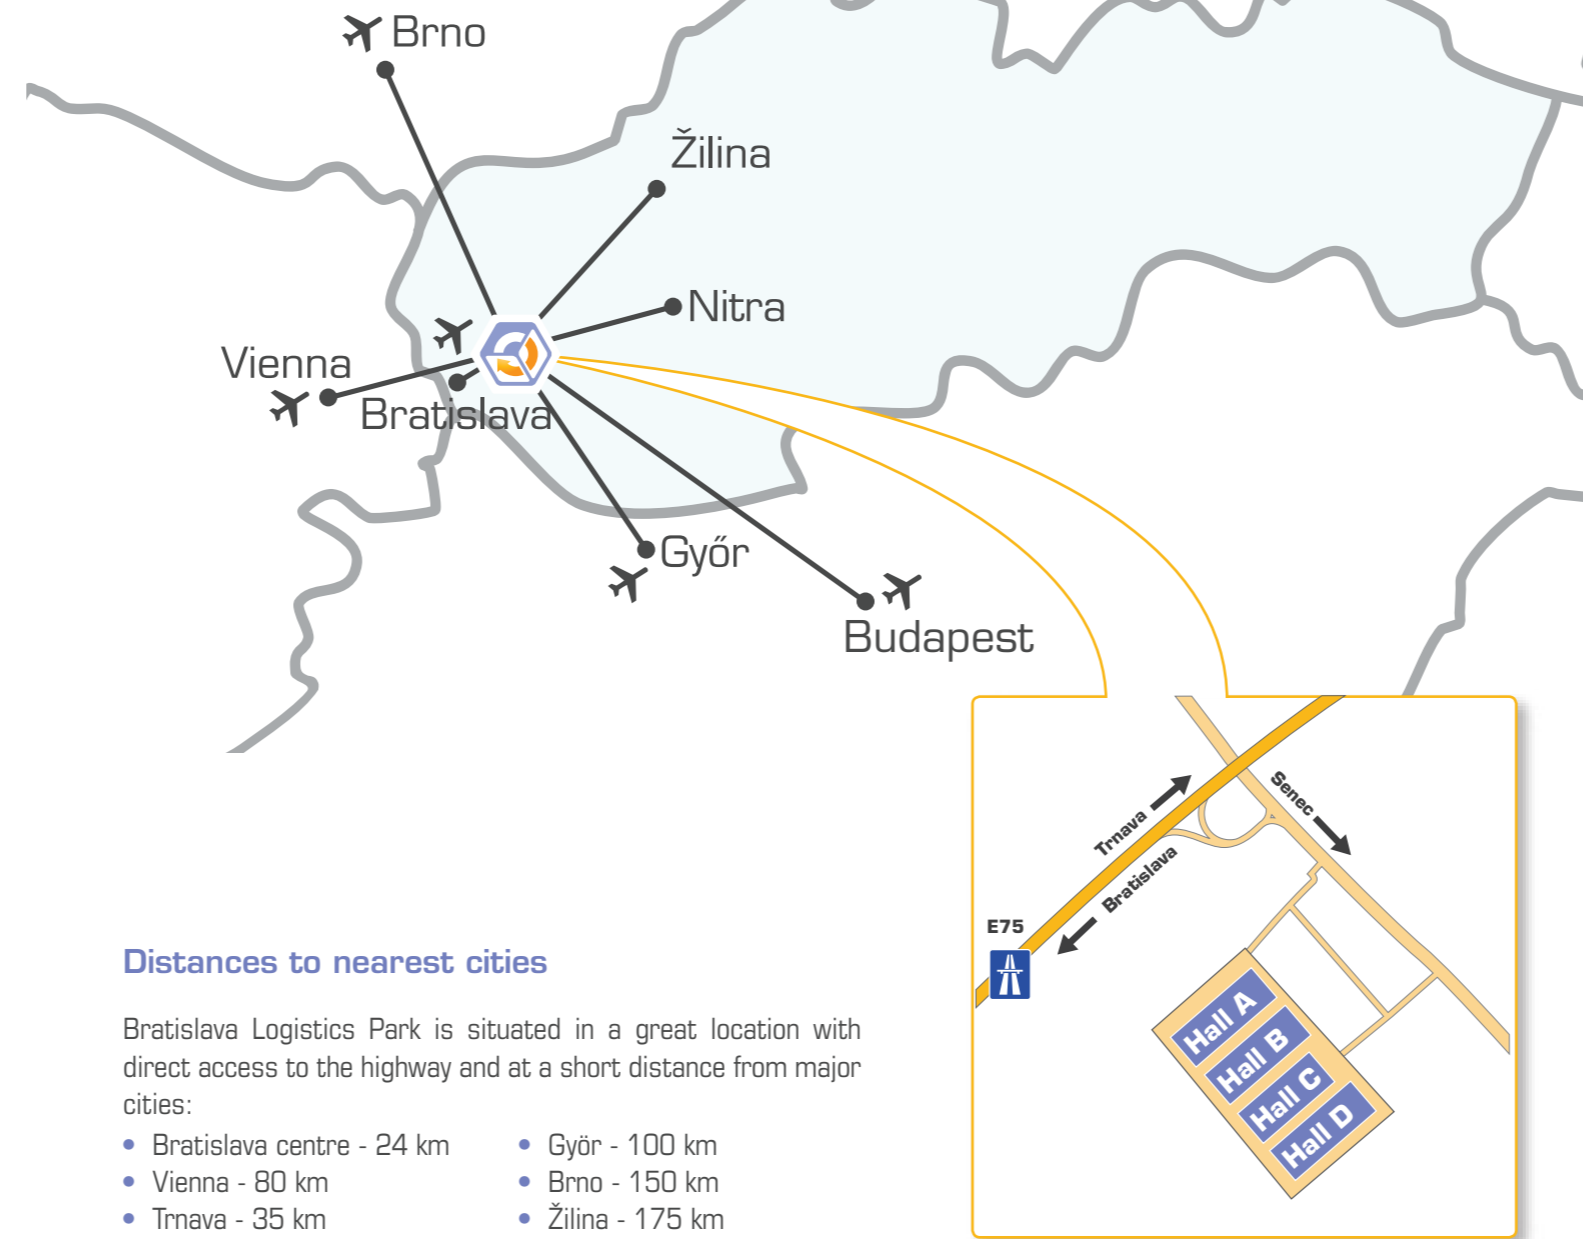 Brno
Žilina
Nitra
Vienna
Bratislava
Győr
Budapest
Senec
Trnava
Bratislava
E75
Hall A
Hall B
Hall C
Hall D
Distances to nearest cities
Bratislava Logistics Park is situated in a great location with
direct access to the highway and at a short distance from major
cities:
• Bratislava centre - 24 km
• Vienna - 80 km
• Trnava - 35 km
• Györ - 100 km
• Brno - 150 km
• Žilina - 175 km